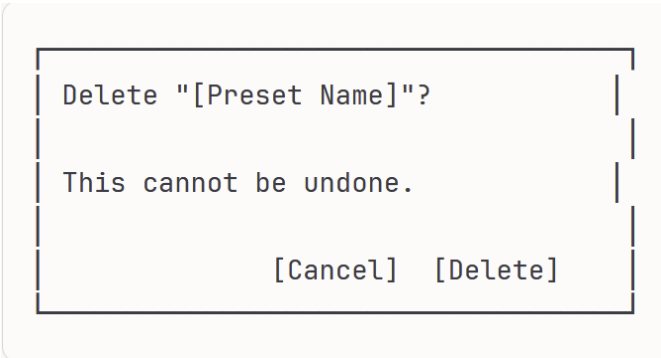 Delete "[Preset Name]"?
This cannot be undone.
[Cancel]  [Delete]